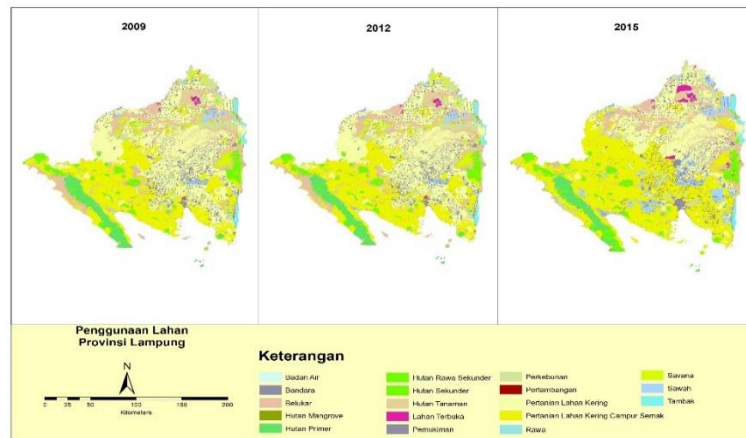 2009
2012
2015
Penggunaan Lahan
Provinsi Lampung
N
0 25 50 100 150 200
Kilometers
Keterangan
Badan Air
Bandara
Belukar
Hutan Mangrove
Hutan Primer
Hutan Rawa Sekunder
Hutan Sekunder
Hutan Tanaman
Lahan Terbuka
Pemukiman
Perkebunan
Pertambangan
Pertanian Lahan Kering
Pertanian Lahan Kering Campur Semak
Rawa
Savana
Sawah
Tambak